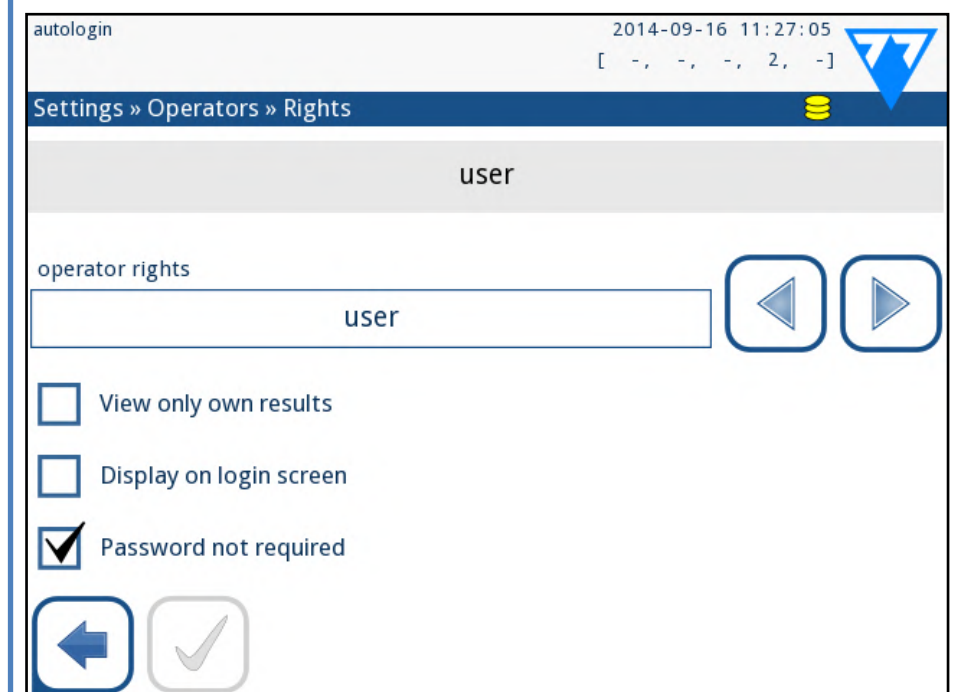 autologin
2014-09-16 11:27:05
[ -, -, -, 2, -]
Settings » Operators » Rights
user
operator rights
user
View only own results
Display on login screen
Password not required